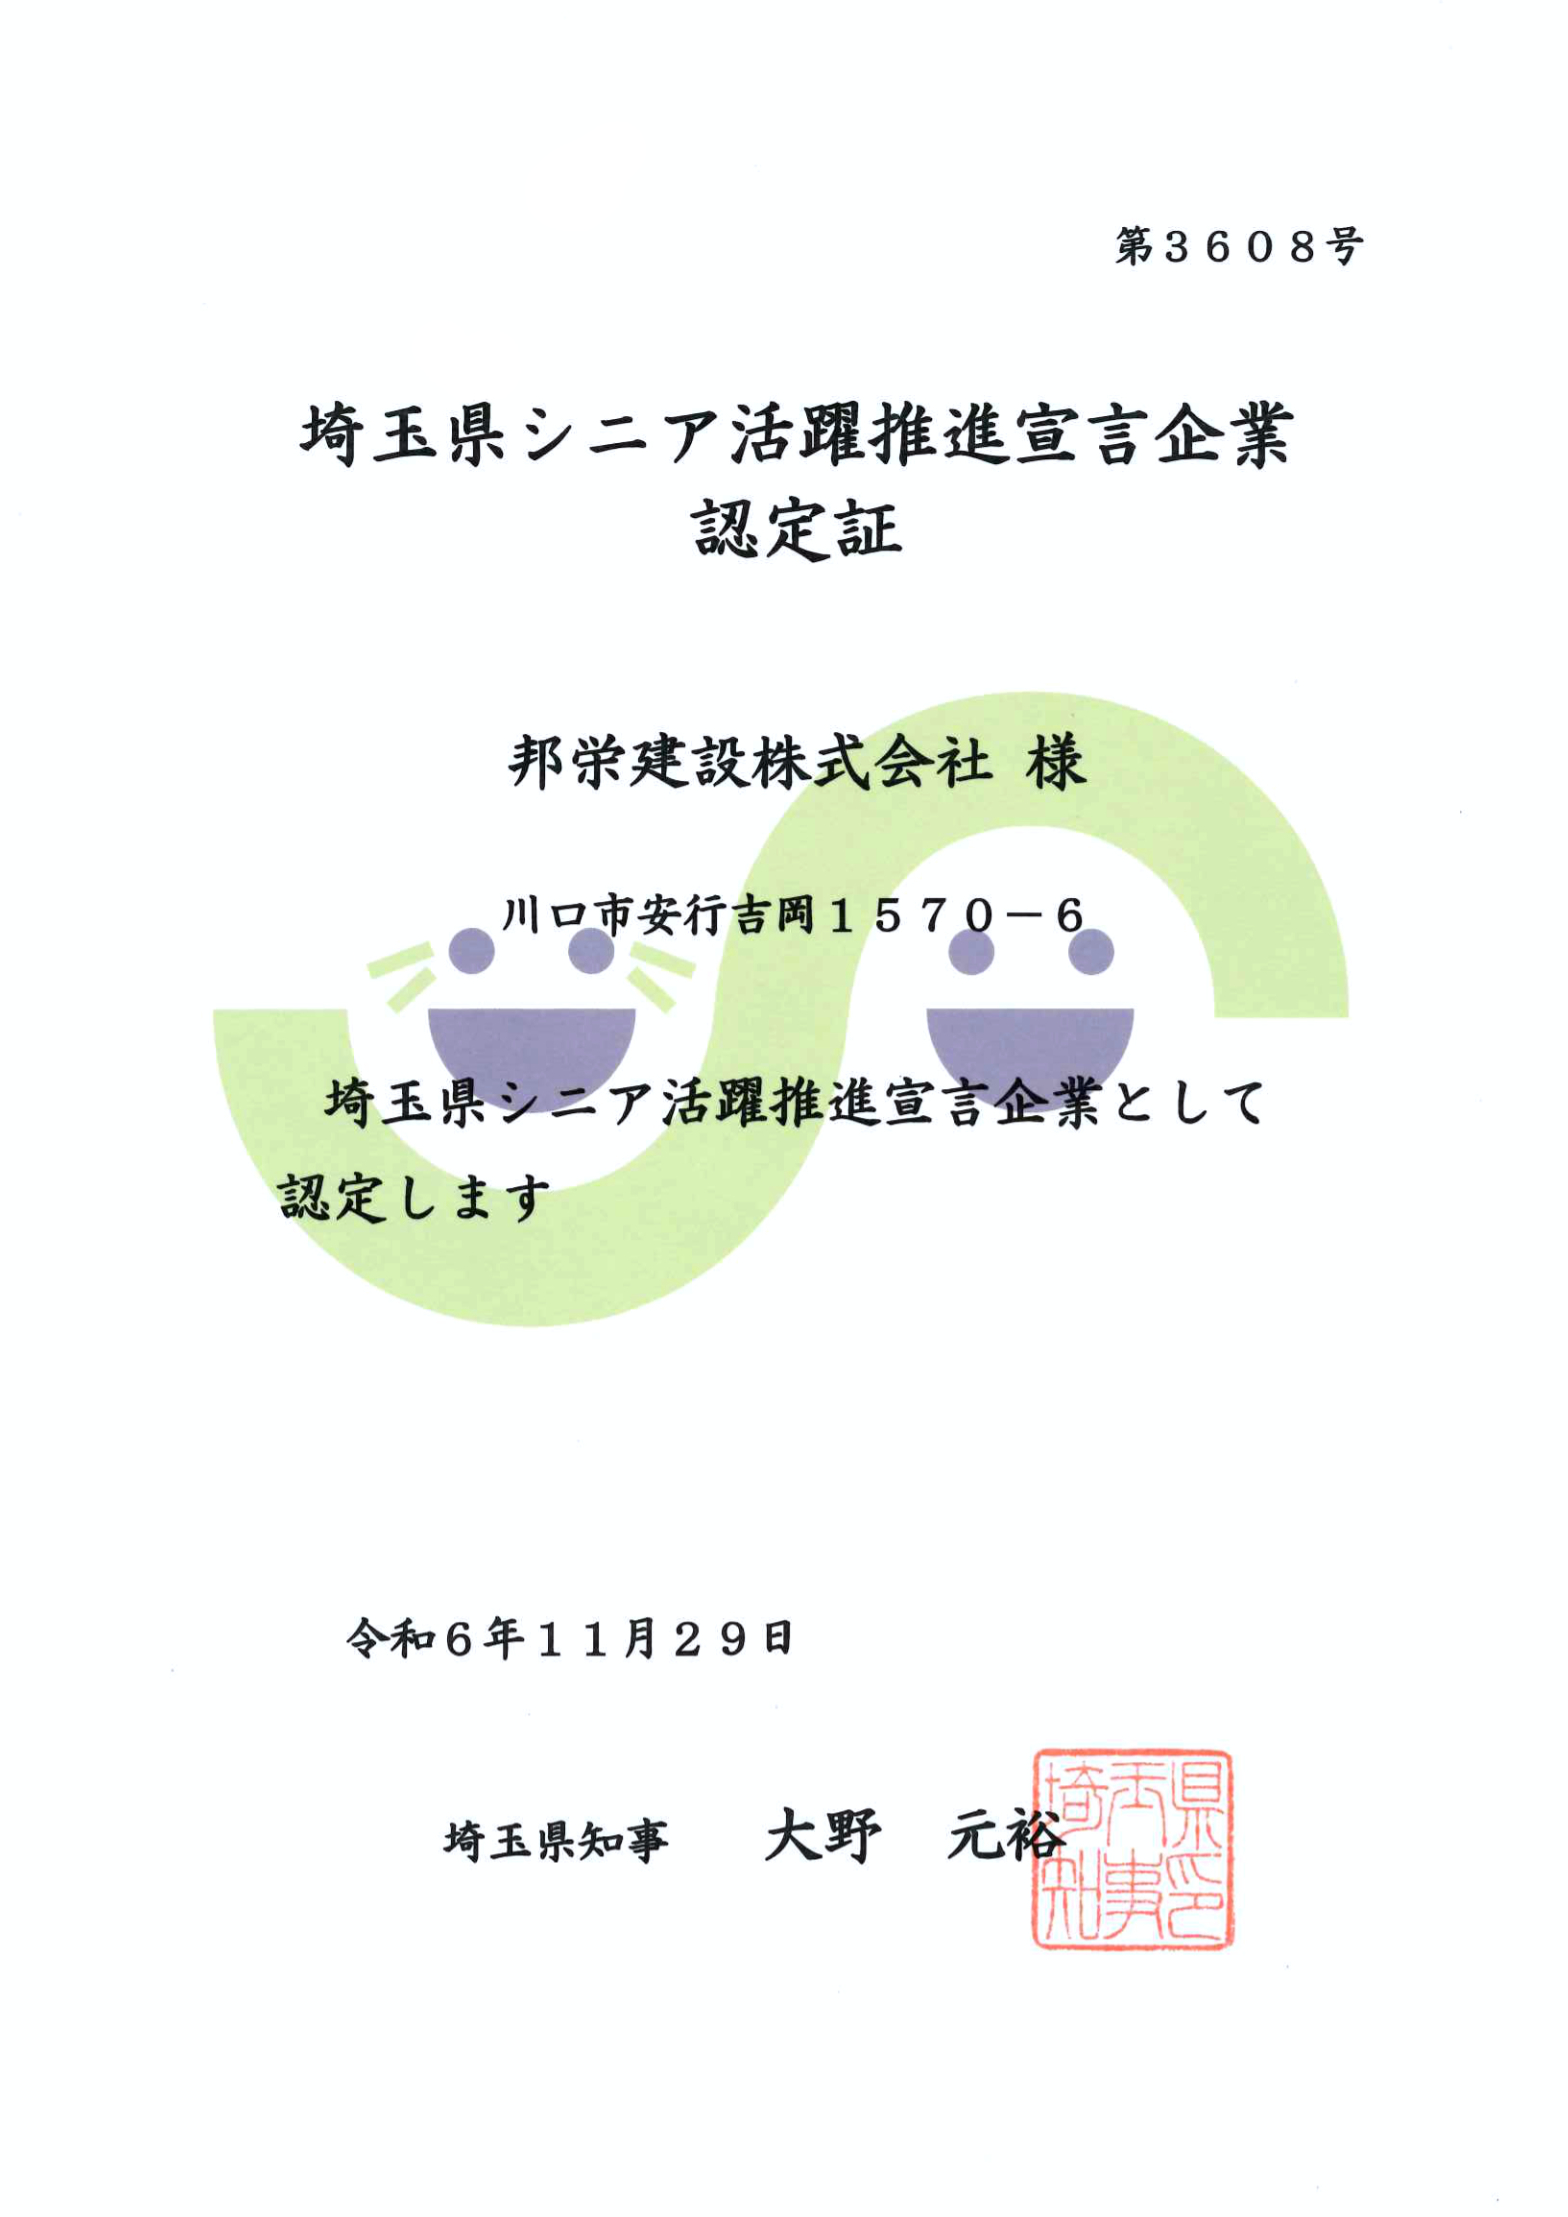 第３６０８号
埼玉県シニア活躍推進宣言企業
認定証
邦栄建設株式会社 様
川口市安行吉岡１５７０－６
埼玉県シニア活躍推進宣言企業として
認定します
令和６年１１月２９日
埼玉県知事　大野　元裕
埼玉県
知事印